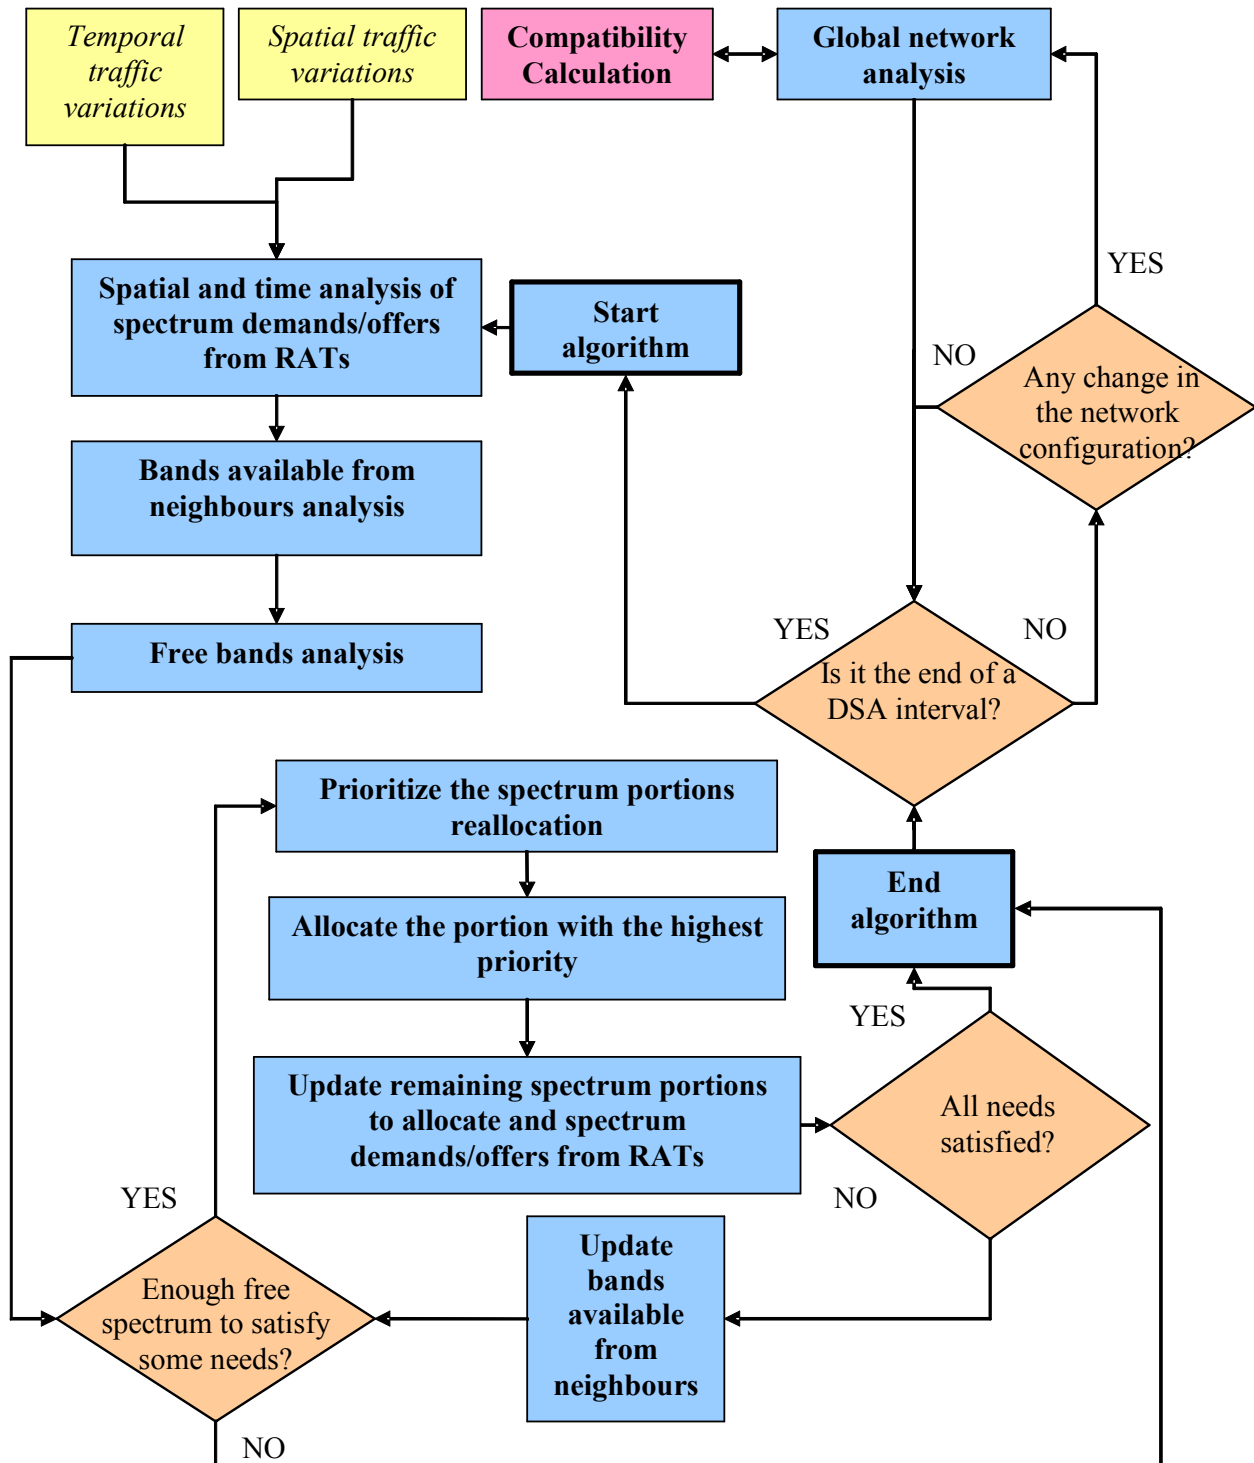 Temporal
traffic
variations
Spatial traffic
variations
Compatibility
Calculation
Global network
analysis
YES
Spatial and time analysis of
spectrum demands/offers
from RATs
Start
algorithm
NO
Any change in
the network
configuration?
Bands available from
neighbours analysis
YES
NO
Free bands analysis
Is it the end of a
DSA interval?
Prioritize the spectrum portions
reallocation
End
algorithm
Allocate the portion with the highest
priority
YES
Update remaining spectrum portions
to allocate and spectrum
demands/offers from RATs
All needs
satisfied?
YES
NO
Update
bands
available
from
neighbours
Enough free
spectrum to satisfy
some needs?
NO